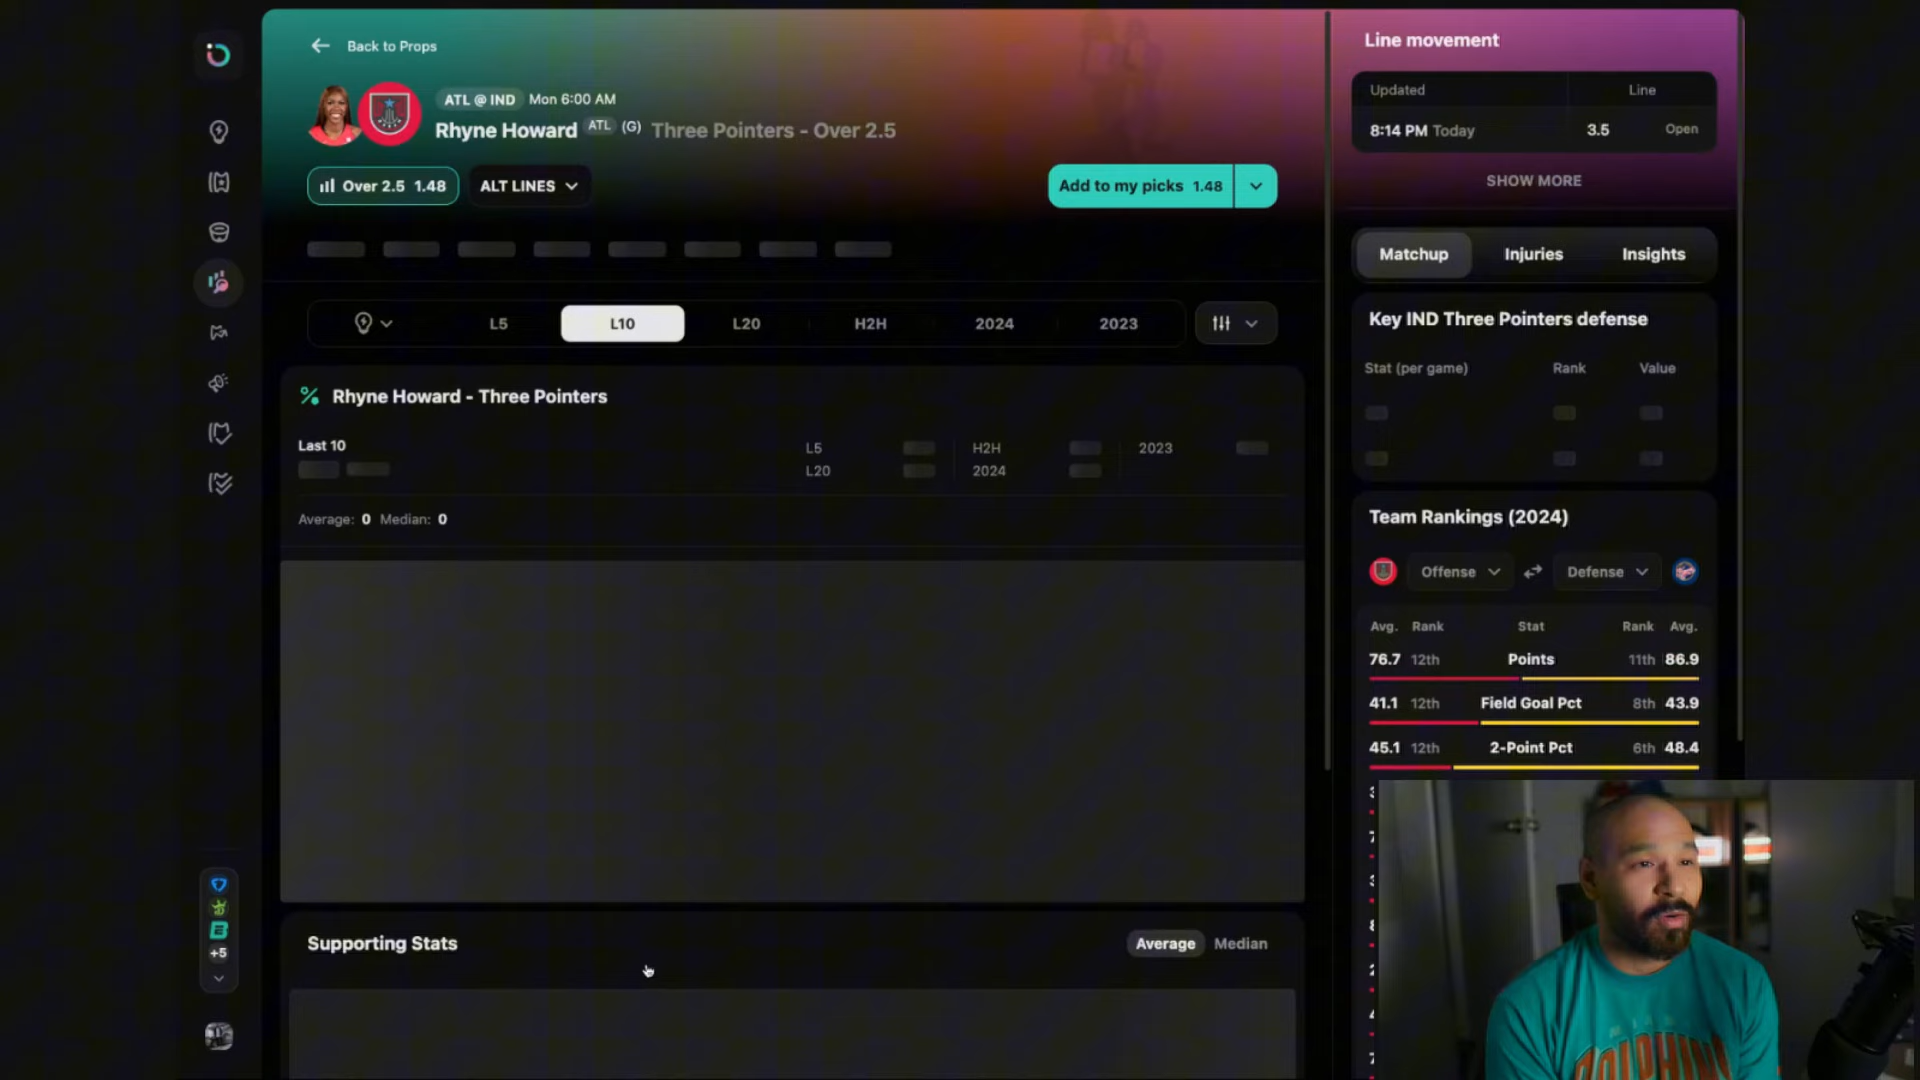 Back to Props
ATL @ IND Mon 6:00 AM
Rhyne Howard ATL (G) Three Pointers - Over 2.5
Over 2.5 1.48
ALT LINES
Add to my picks 1.48
L5
L10
L20
H2H
2024
2023
Rhyne Howard - Three Pointers
Last 10
L5
H2H
2023
L20
2024
Average: 0 Median: 0
Supporting Stats
Average
Median
+5
Line movement
Updated Line
8:14 PM Today 3.5 Open
SHOW MORE
Matchup
Injuries
Insights
Key IND Three Pointers defense
Stat (per game) Rank Value
Team Rankings (2024)
Offense
Defense
Avg. Rank Stat Rank Avg.
76.7 12th Points 11th 86.9
41.1 12th Field Goal Pct 8th 43.9
45.1 12th 2-Point Pct 6th 48.4
DOLPHINS